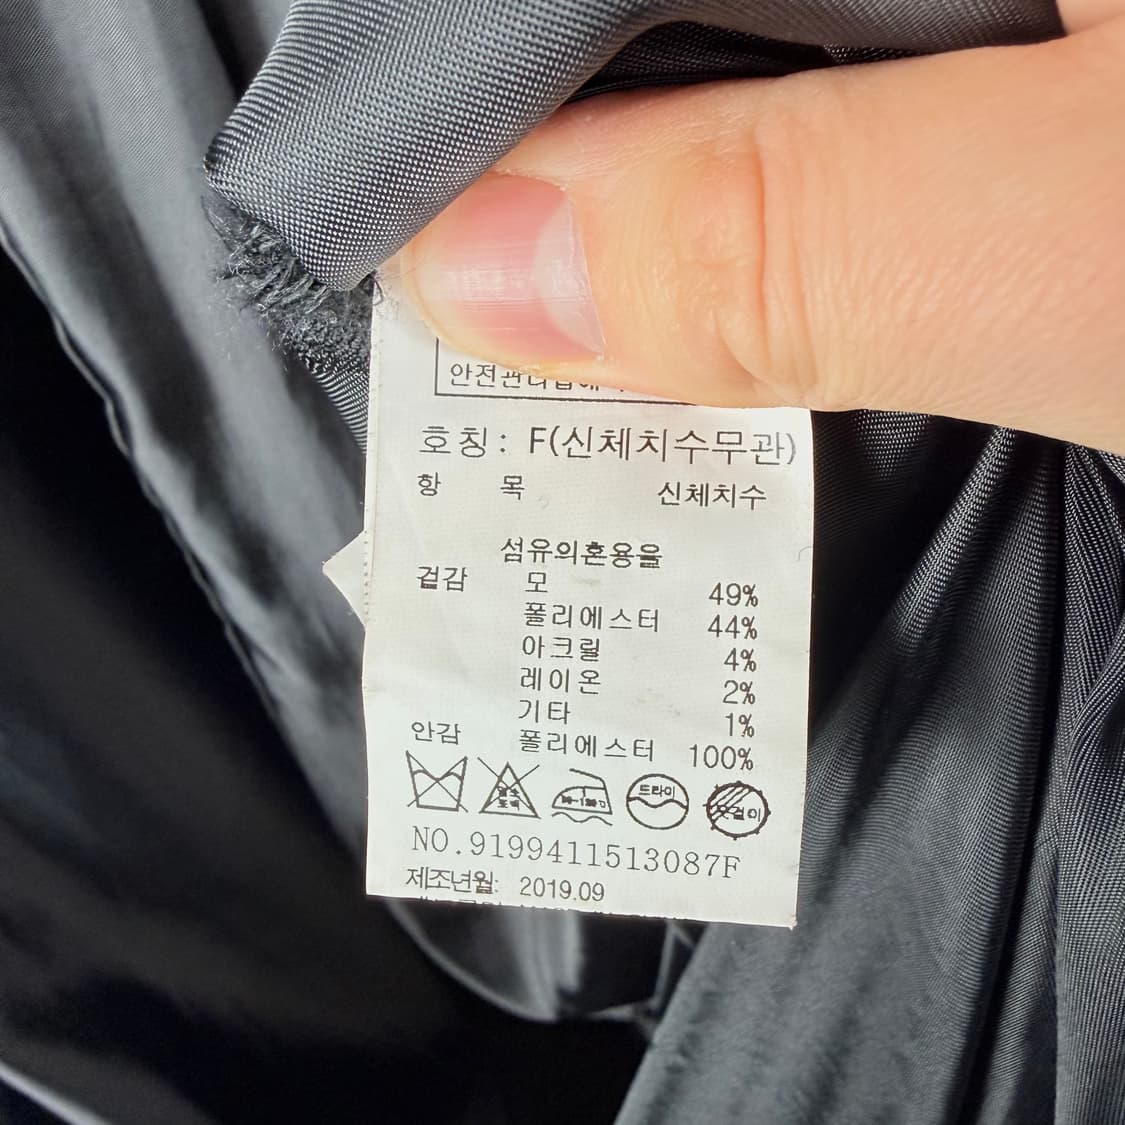 호칭: F(신체치수무관)
항 목 신체치수
섬유의혼용율
겉감 모 49%
폴리에스터 44%
아크릴 4%
레이온 2%
기타 1%
안감 폴리에스터 100%
드라이
NO.9199411513087F
제조년월: 2019.09